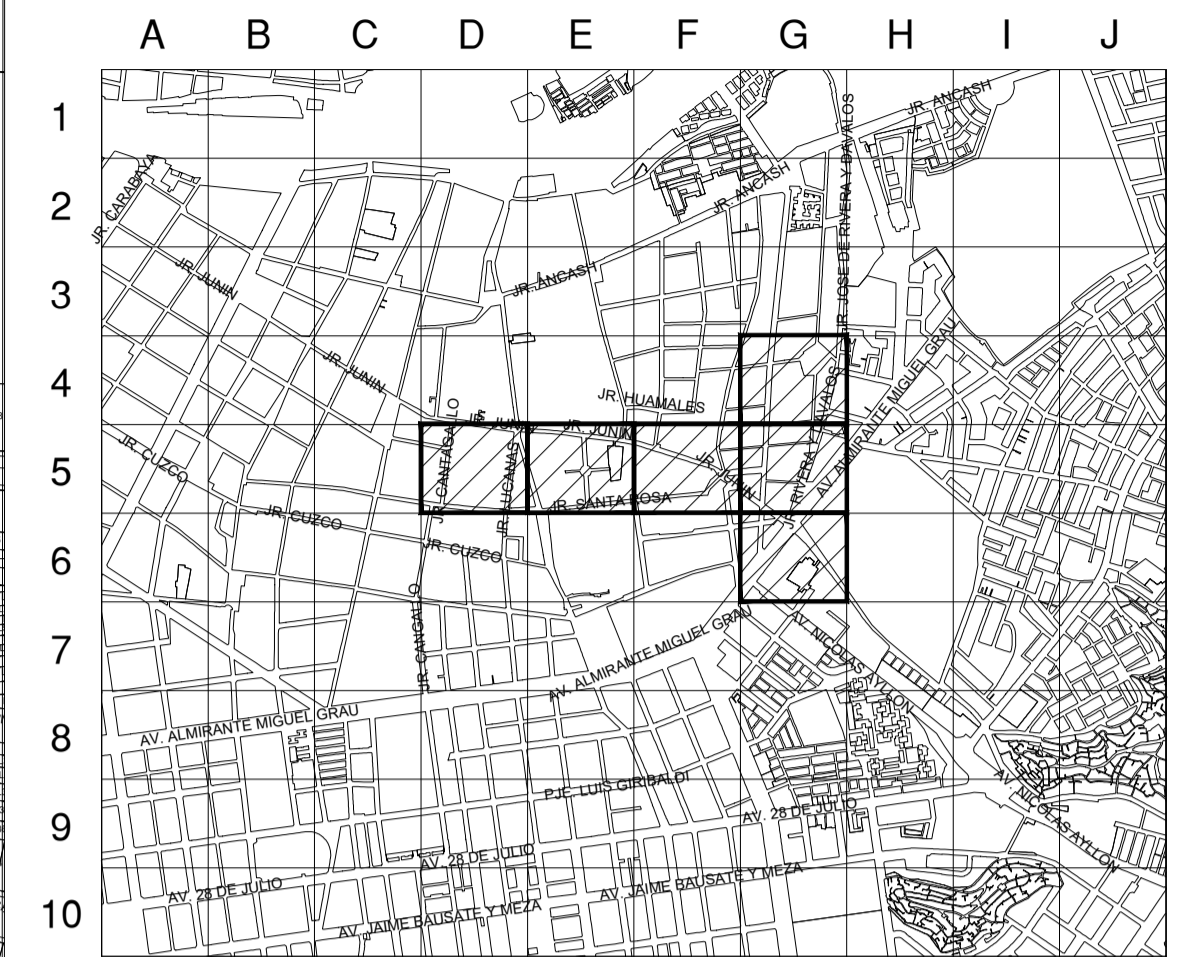 A B C D E F G H I J
1
JR. ANCASH
JR. JOSE DE RIVERA Y DAVALOS
2
JR. CARABAYA
JR. ANCASH
3
JR. JUNIN
JR. ANCASH
4
JR. JUNIN
JR. HUAMALES
AV. ALMIRANTE MIGUEL GRAU
5
JR. CUZCO
JR. CANTAGALLO
JR. JUNIN
JR. LUCANAS
JR. JUNIN
JR. SANTA ROSA
JR. JUNIN
JR. RIVERA Y DAVALOS
6
JR. CUZCO
JR. CUZCO
7
JR. CANGALLO
AV. ALMIRANTE MIGUEL GRAU
AV. NICOLAS AYLLON
8
AV. ALMIRANTE MIGUEL GRAU
PJE. LUIS GIRIBALDI
AV. NICOLAS AYLLON
9
AV. 28 DE JULIO
AV. 28 DE JULIO
10
AV. 28 DE JULIO
AV. JAIME BAUSATE Y MEZA
AV. JAIME BAUSATE Y MEZA